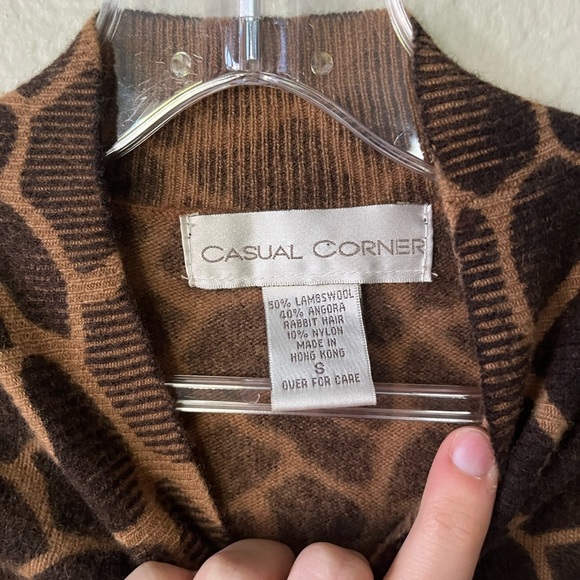 CASUAL CORNER
50% LAMBSWOOL
40% ANGORA
RABBIT HAIR
10% NYLON
MADE IN
HONG KONG
S
OVER FOR CARE